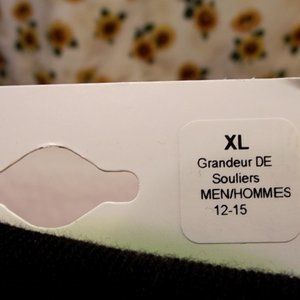 XL
Grandeur DE
Souliers
MEN/HOMMES
12-15